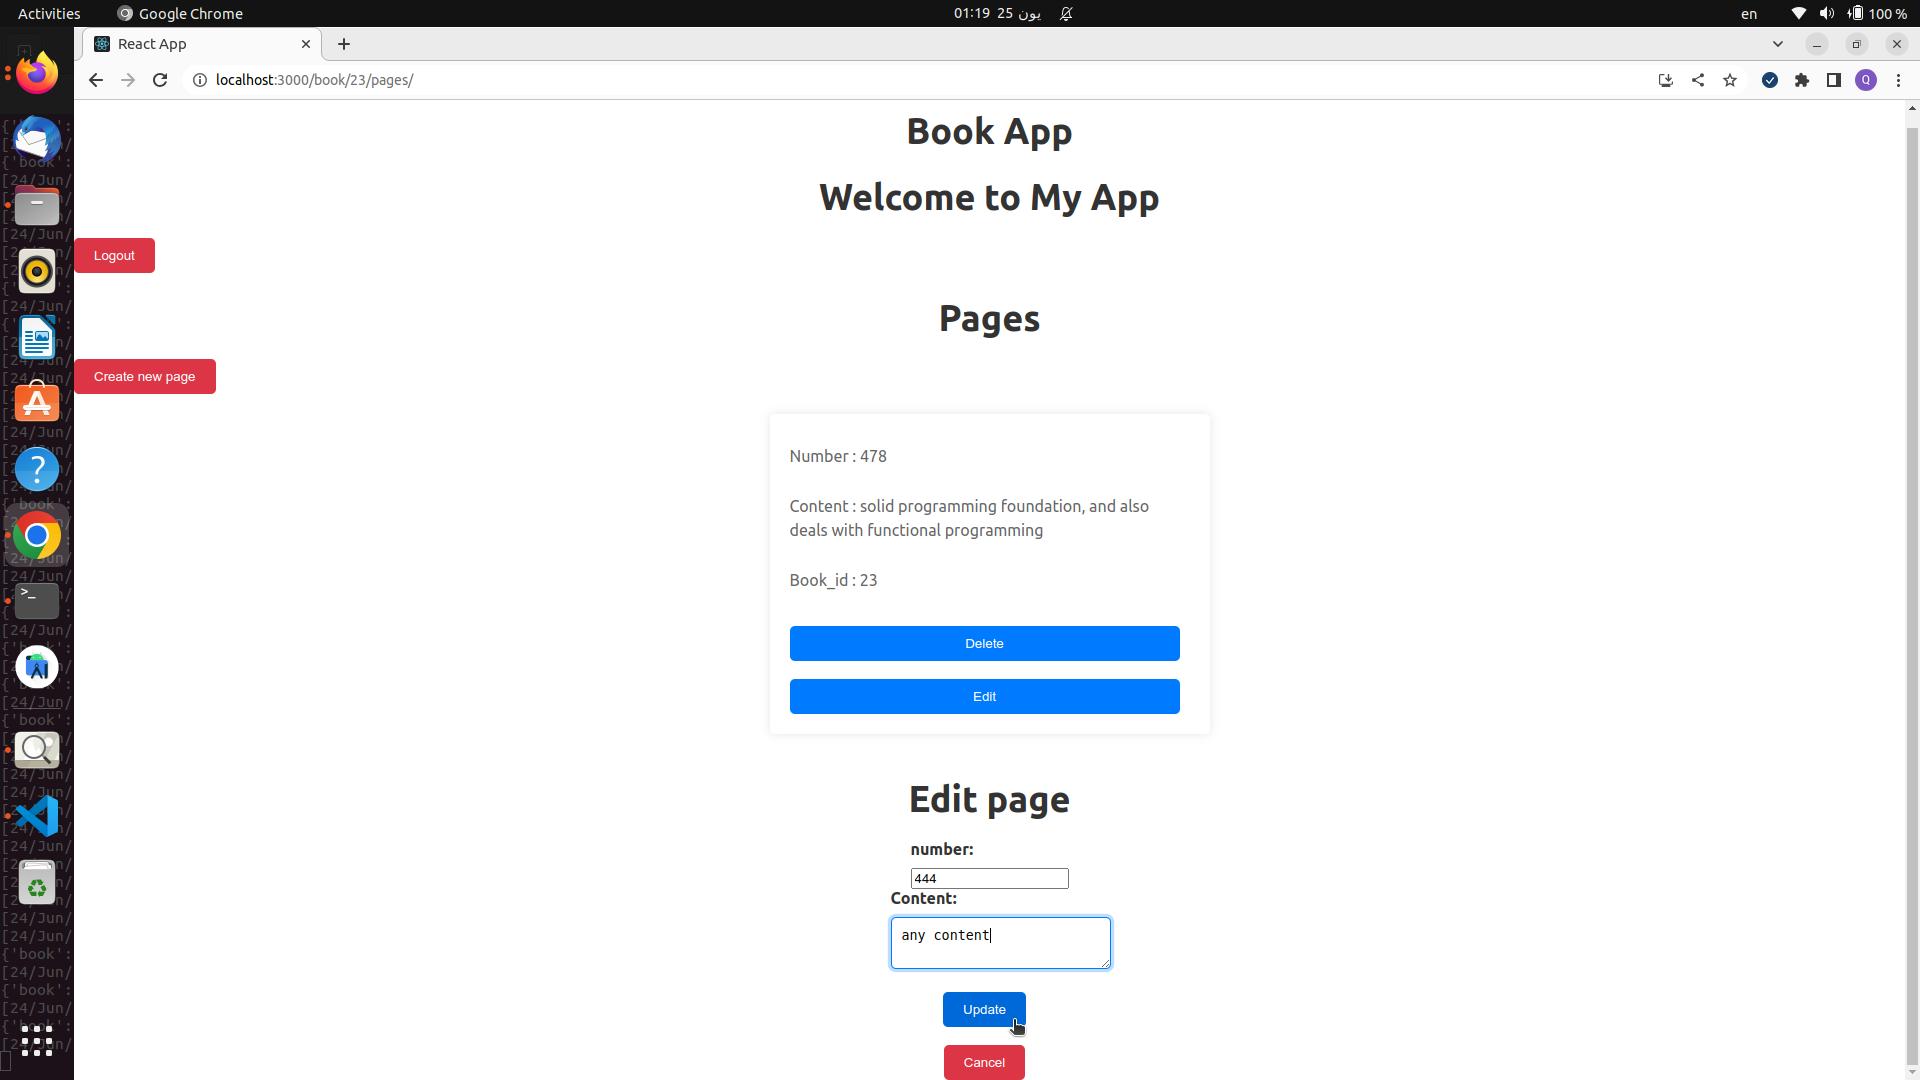 Activities
Google Chrome
01:19 25 يون
en
100 %
React App
localhost:3000/book/23/pages/
Q
Book App
Welcome to My App
Logout
Pages
Create new page
Number : 478
Content : solid programming foundation, and also
deals with functional programming
Book_id : 23
Delete
Edit
Edit page
number:
444
Content:
any content
Update
Cancel